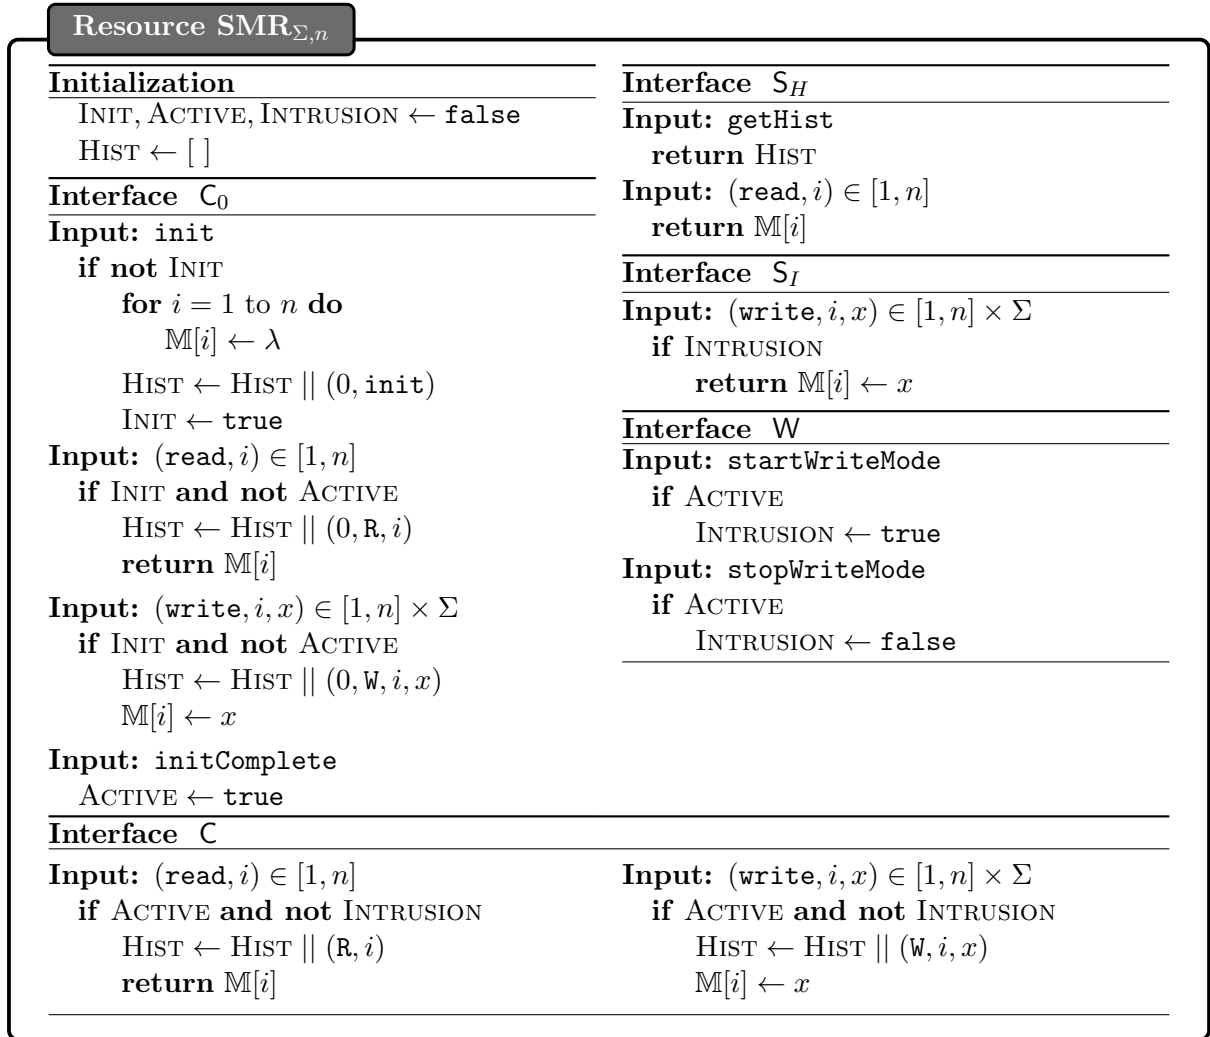 Resource SMR_{Σ,n}
Initialization
INIT, ACTIVE, INTRUSION ← false
HIST ← [ ]
Interface C_0
Input: init
if not INIT
for i = 1 to n do
𝕄[i] ← λ
HIST ← HIST || (0, init)
INIT ← true
Input: (read, i) ∈ [1, n]
if INIT and not ACTIVE
HIST ← HIST || (0, R, i)
return 𝕄[i]
Input: (write, i, x) ∈ [1, n] × Σ
if INIT and not ACTIVE
HIST ← HIST || (0, W, i, x)
𝕄[i] ← x
Input: initComplete
ACTIVE ← true
Interface S_H
Input: getHist
return HIST
Input: (read, i) ∈ [1, n]
return 𝕄[i]
Interface S_I
Input: (write, i, x) ∈ [1, n] × Σ
if INTRUSION
return 𝕄[i] ← x
Interface W
Input: startWriteMode
if ACTIVE
INTRUSION ← true
Input: stopWriteMode
if ACTIVE
INTRUSION ← false
Interface C
Input: (read, i) ∈ [1, n]
if ACTIVE and not INTRUSION
HIST ← HIST || (R, i)
return 𝕄[i]
Input: (write, i, x) ∈ [1, n] × Σ
if ACTIVE and not INTRUSION
HIST ← HIST || (W, i, x)
𝕄[i] ← x